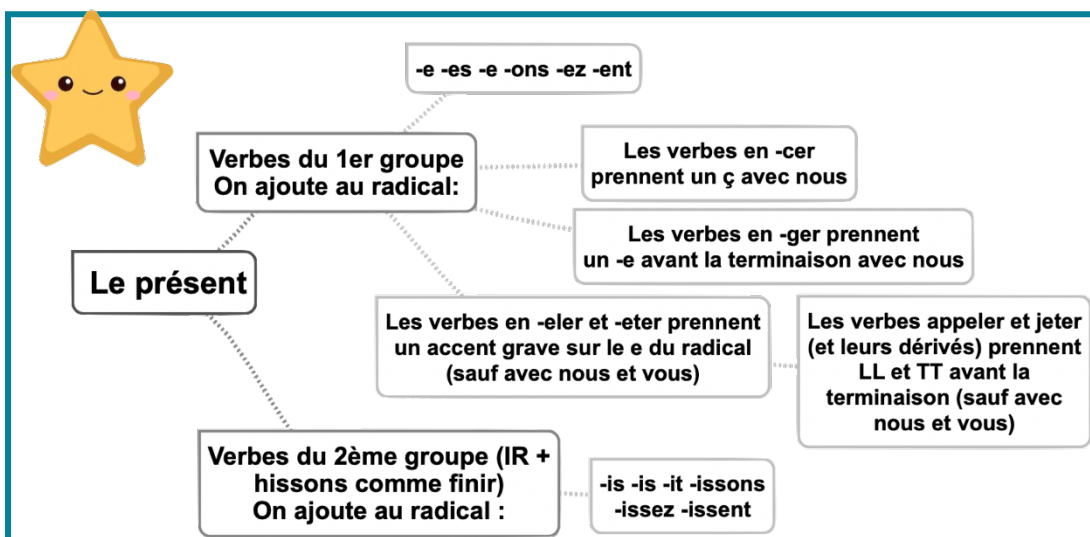 -e -es -e -ons -ez -ent
Verbes du 1er groupe
On ajoute au radical:
Les verbes en -cer
prennent un ç avec nous
Les verbes en -ger prennent
un -e avant la terminaison avec nous
Le présent
Les verbes en -eler et -eter prennent
un accent grave sur le e du radical
(sauf avec nous et vous)
Les verbes appeler et jeter
(et leurs dérivés) prennent
LL et TT avant la
terminaison (sauf avec
nous et vous)
Verbes du 2ème groupe (IR +
hissons comme finir)
On ajoute au radical :
-is -is -it -issons
-issez -issent